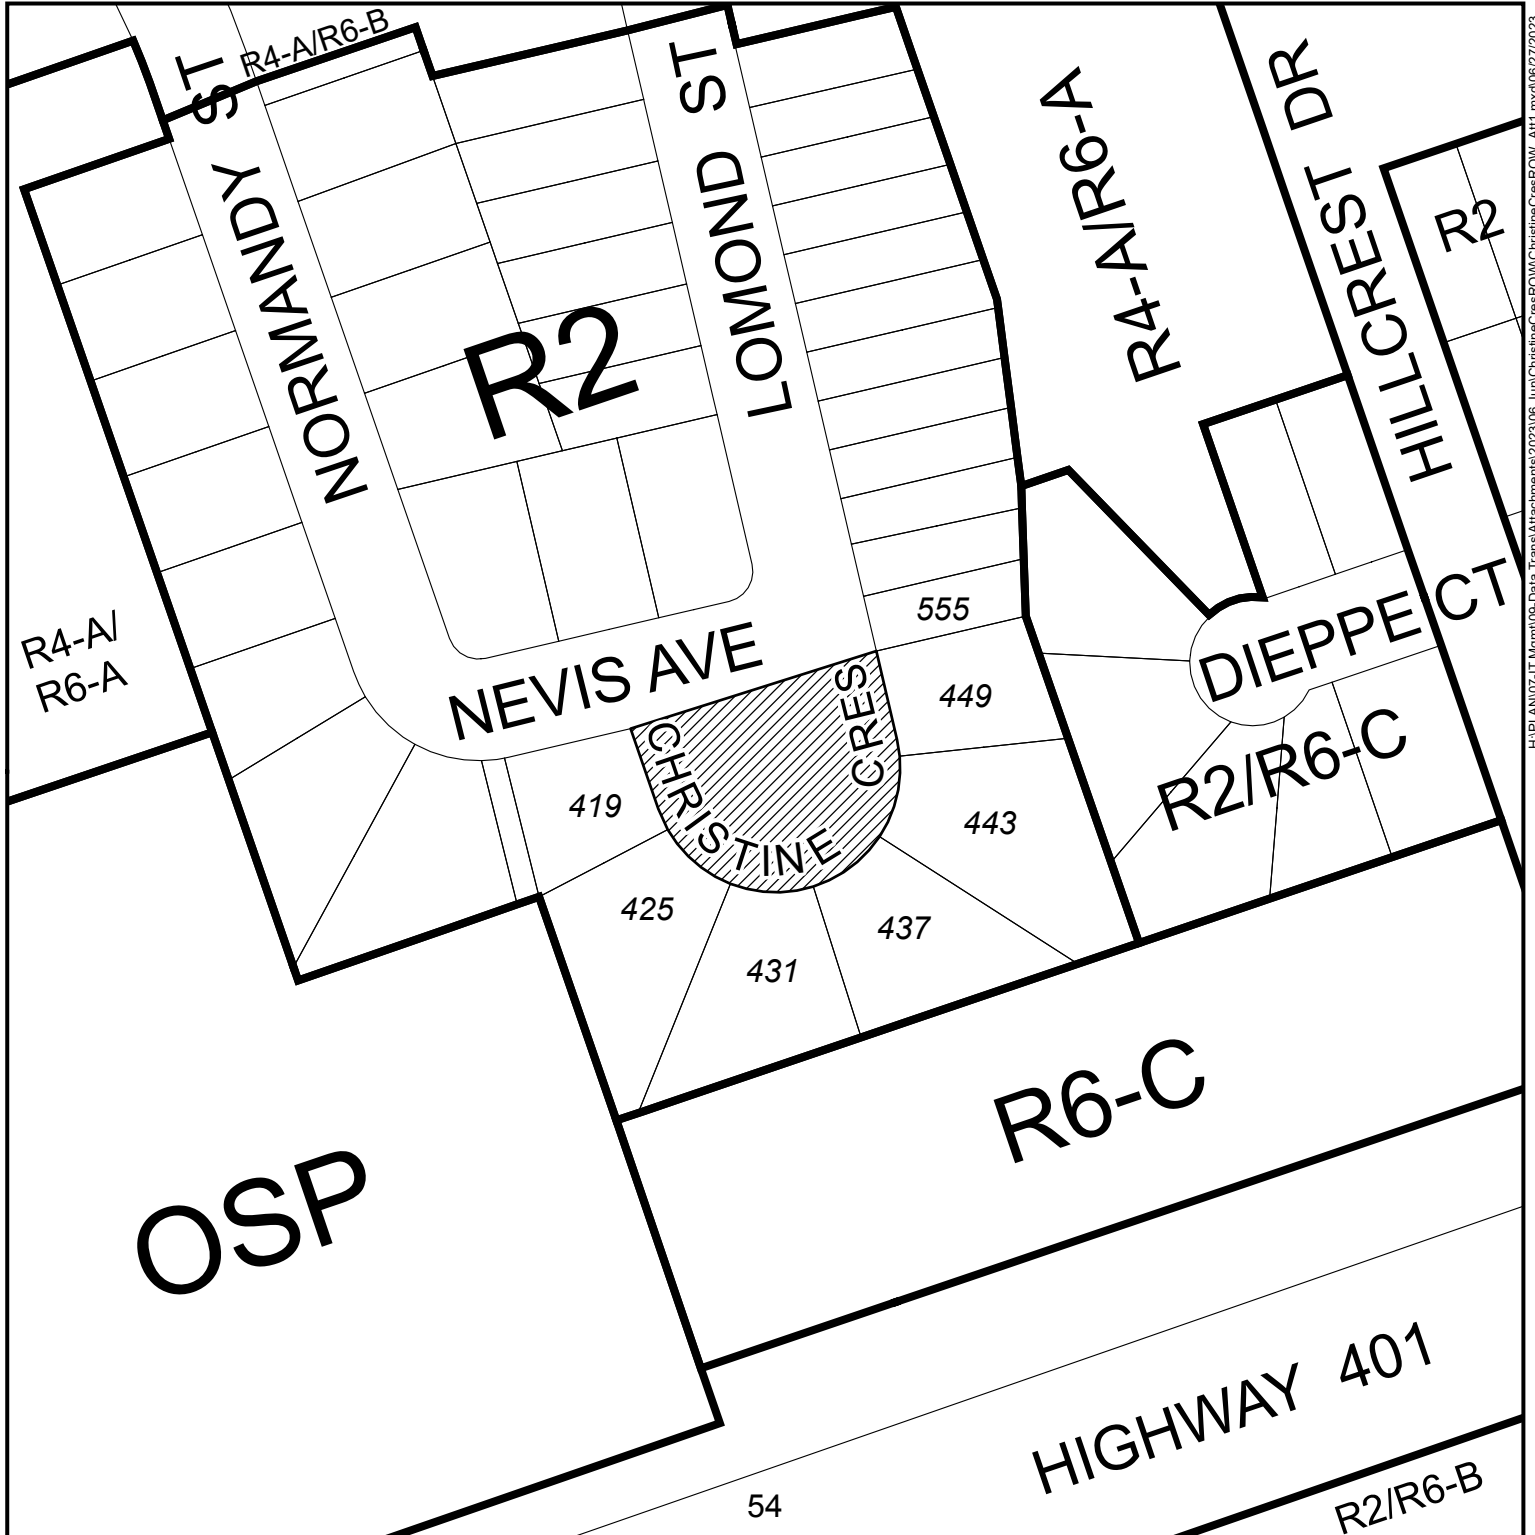 R4-A/R6-B
NORMANDY ST
LOMOND ST
R4-A/R6-A
HILLCREST DR
R2
R2
R4-A/
R6-A
555
DIEPPE CT
NEVIS AVE
449
CHRISTINE CRES
R2/R6-C
419
443
425
437
431
R6-C
OSP
HIGHWAY 401
54
R2/R6-B